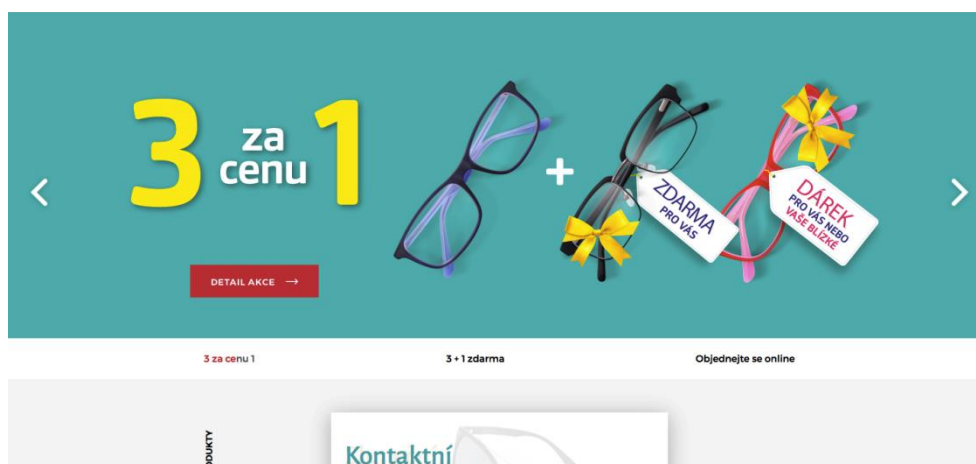 3 za cenu 1
+
ZDARMA
PRO VÁS
DÁREK
PRO VÁS NEBO
VAŠE BLÍZKÉ
DETAIL AKCE →
3 za cenu 1
3 + 1 zdarma
Objednejte se online
Kontaktní